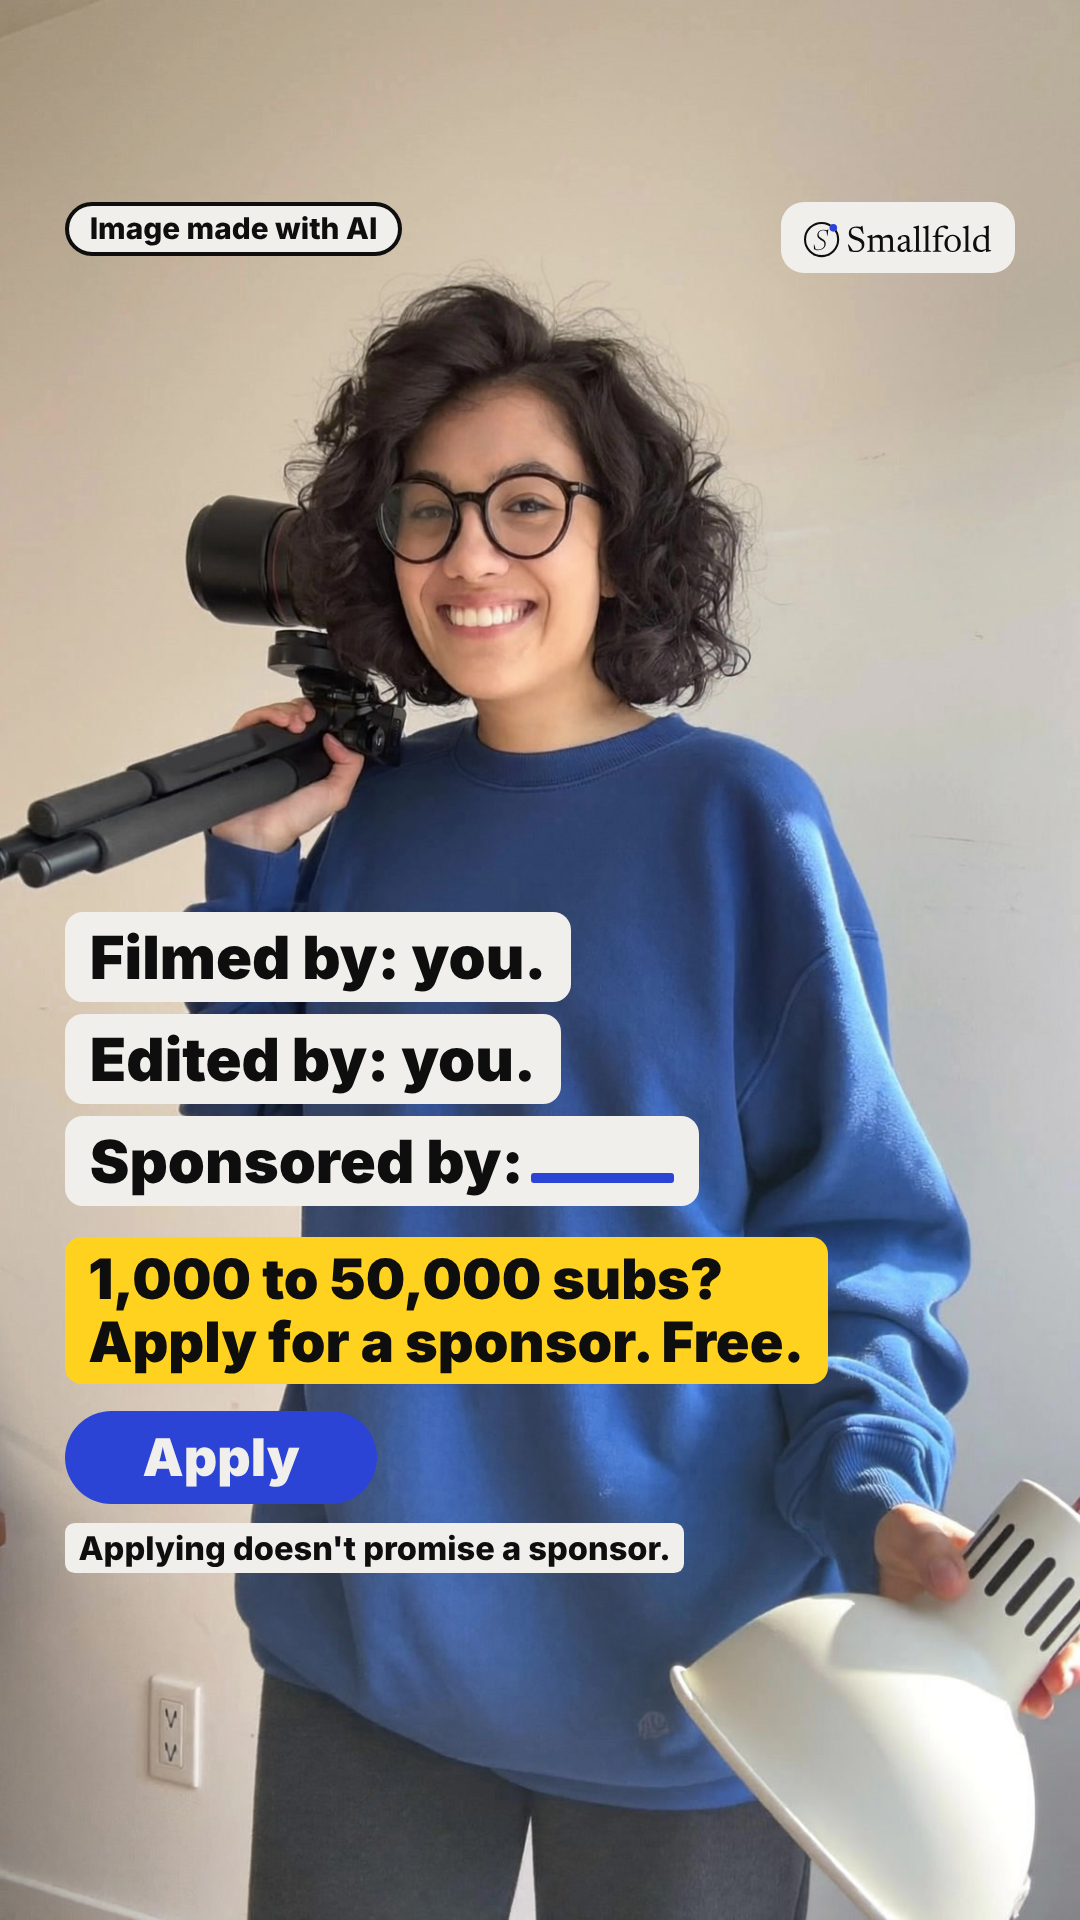 Image made with AI
Smallfold
Filmed by: you.
Edited by: you.
Sponsored by:
1,000 to 50,000 subs?
Apply for a sponsor. Free.
Apply
Applying doesn't promise a sponsor.